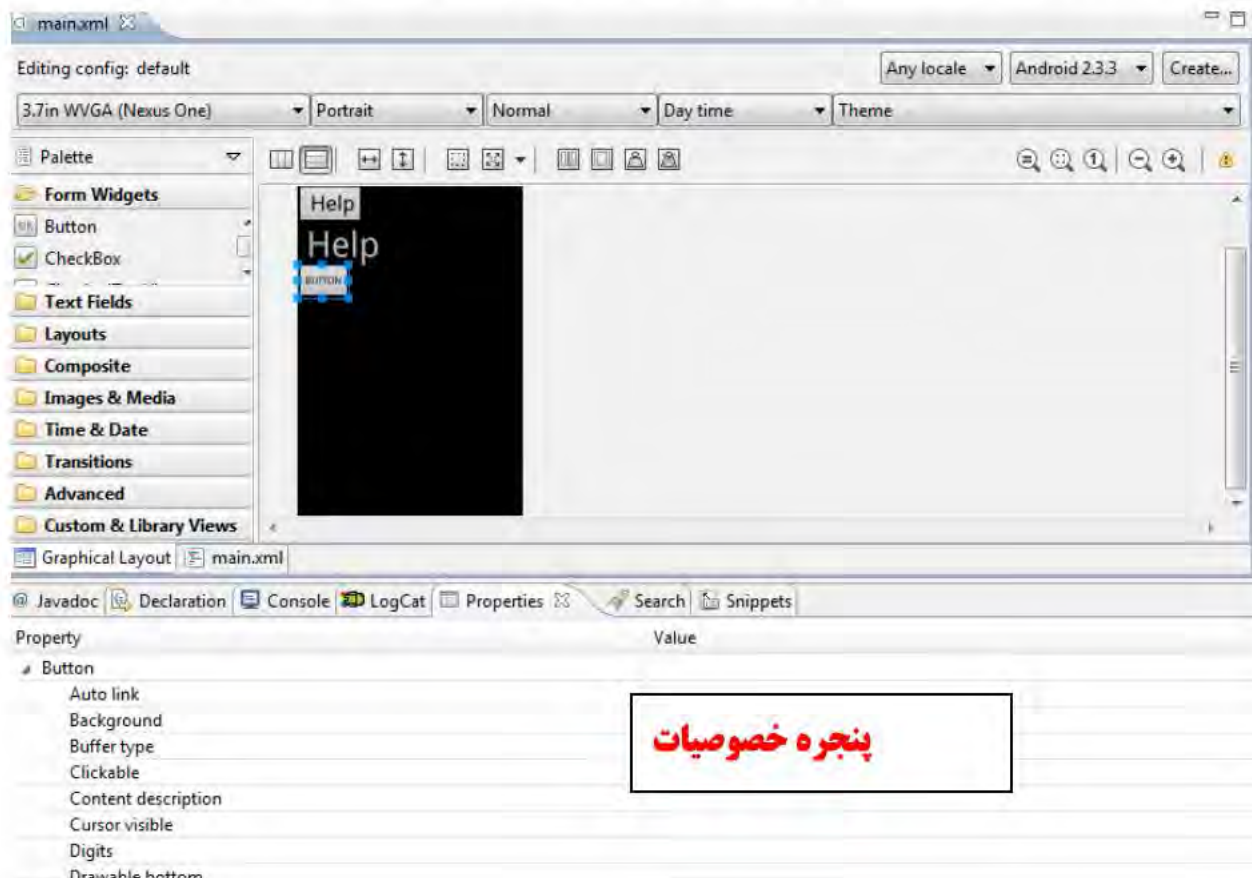 main.xml
Editing config: default
Any locale
Android 2.3.3
Create...
3.7in WVGA (Nexus One)
Portrait
Normal
Day time
Theme
Palette
Form Widgets
Button
CheckBox
Text Fields
Layouts
Composite
Images & Media
Time & Date
Transitions
Advanced
Custom & Library Views
Help
Help
BUTTON
Graphical Layout
main.xml
Javadoc
Declaration
Console
LogCat
Properties
Search
Snippets
Property
Value
Button
Auto link
Background
Buffer type
Clickable
Content description
Cursor visible
Digits
Drawable bottom
پنجره خصوصیات